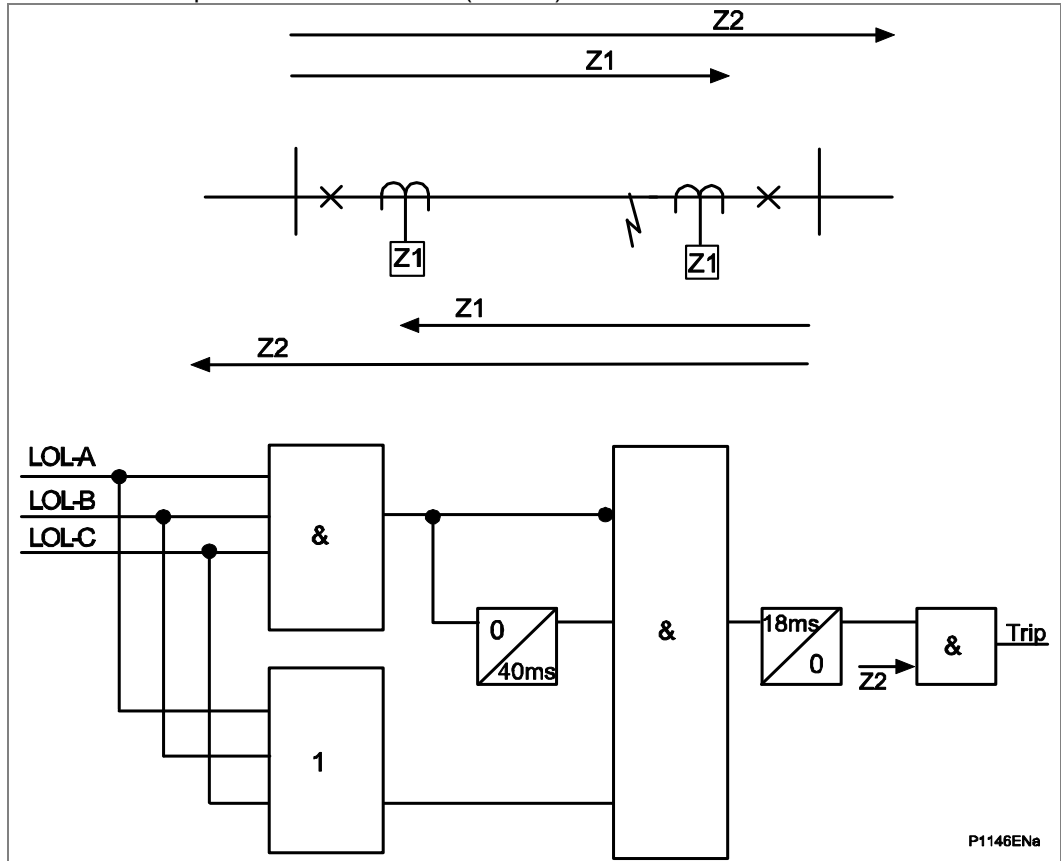 Z2
Z1
Z1
Z1
Z1
Z2
LOL-A
LOL-B
LOL-C
&
0
40ms
&
18ms
0
Z2
&
Trip
1
P1146ENa